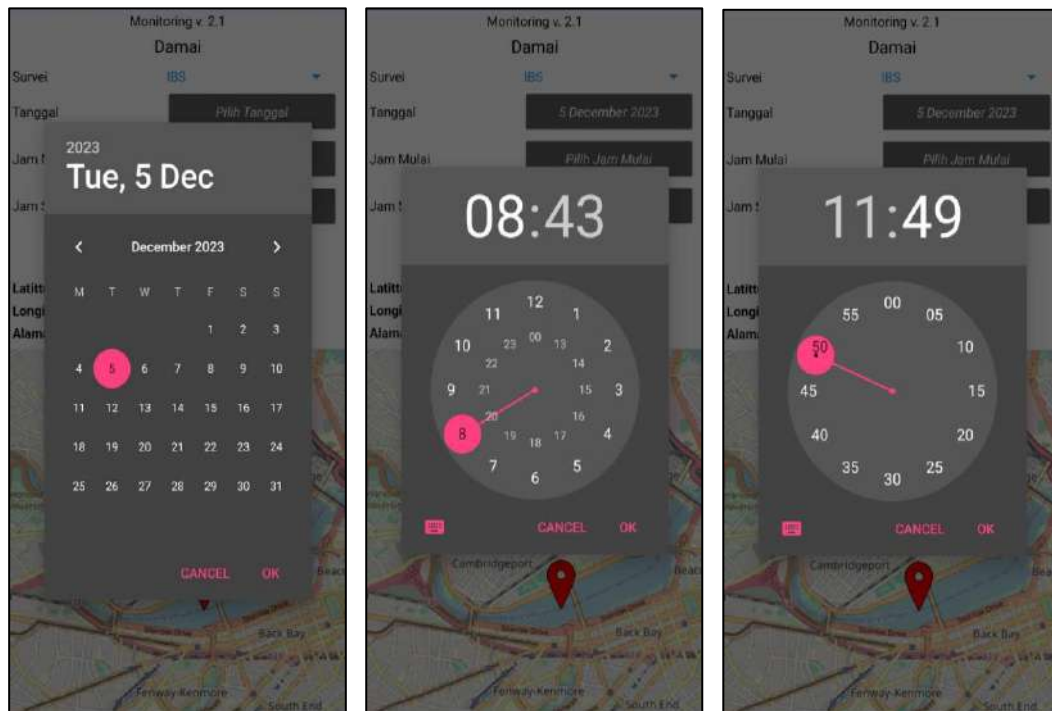 Monitoring v. 2.1
Damai
Survei IBS
Tanggal Pilih Tanggal
2023
Tue, 5 Dec
December 2023
M T W T F S S
1 2 3
4 5 6 7 8 9 10
11 12 13 14 15 16 17
18 19 20 21 22 23 24
25 26 27 28 29 30 31
CANCEL OK
Back Bay
Fenway-Kenmore
South End
Monitoring v. 2.1
Damai
Survei IBS
Tanggal 5 December 2023
Jam Mulai Pilih Jam Mulai
08:43
12
11 1
00
23 13
10 2
22 14
9 21 15 3
20 16
8 4
19 17
18
7 5
6
CANCEL OK
Cambridgeport
Back Bay
Fenway-Kenmore
South End
Monitoring v. 2.1
Damai
Survei IBS
Tanggal 5 December 2023
Jam Mulai Pilih Jam Mulai
11:49
00
55 05
50 10
45 15
40 20
35 25
30
CANCEL OK
Cambridgeport
Back Bay
Fenway-Kenmore
South End